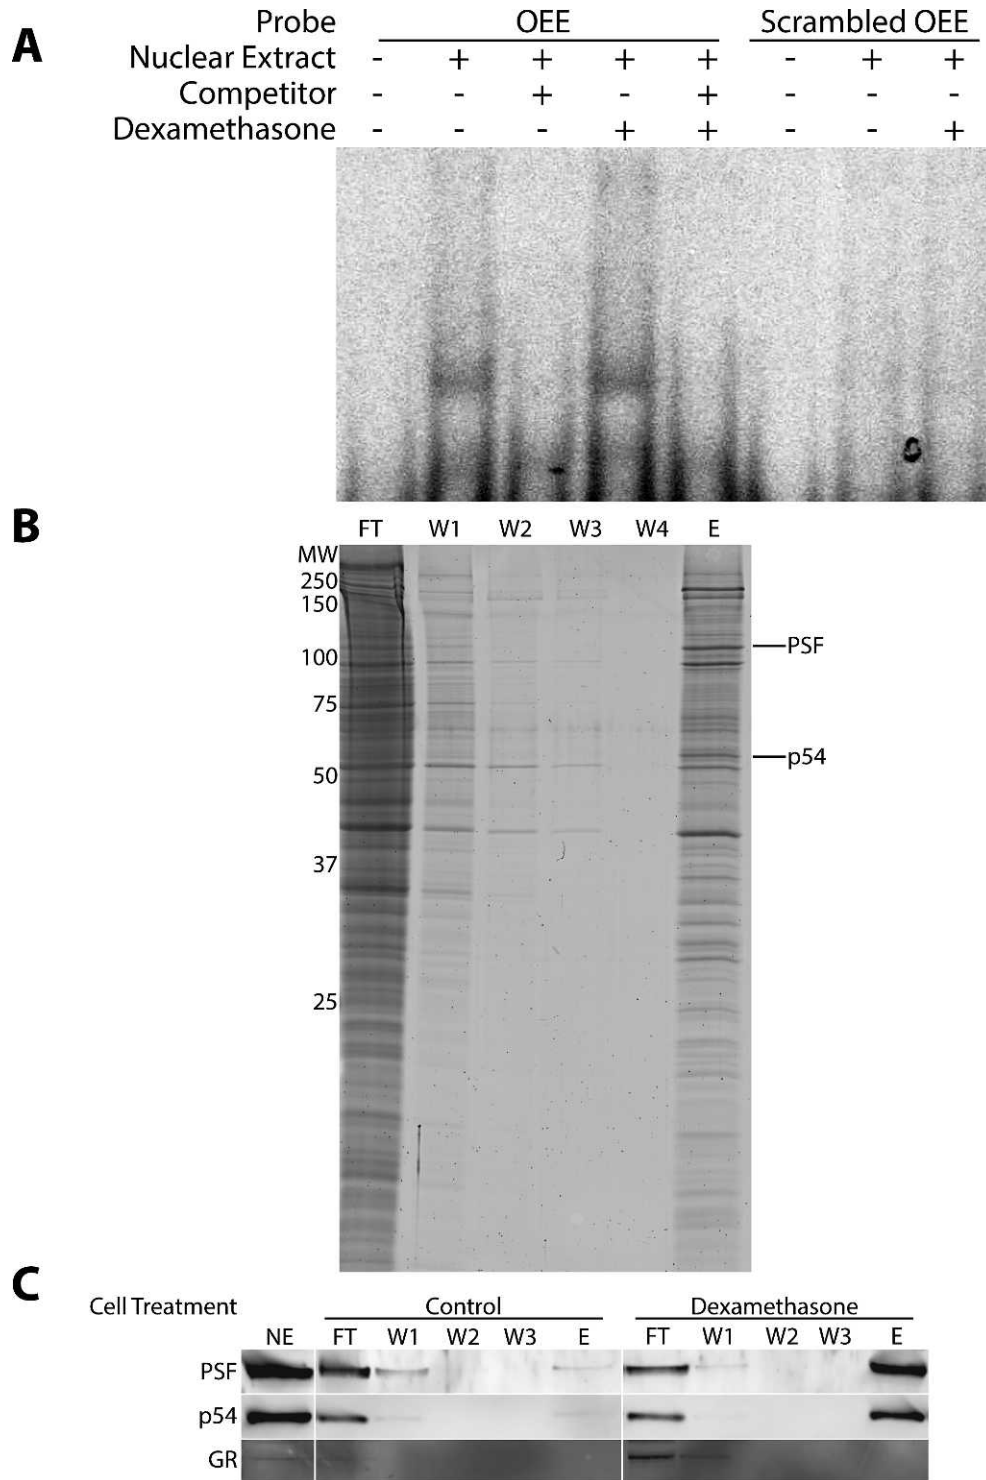 A
Probe OEE Scrambled OEE
Nuclear Extract - + + + + - + +
Competitor - - + - + - - -
Dexamethasone - - - + + - - +
B
FT W1 W2 W3 W4 E
MW
250
150
PSF
100
75
p54
50
37
25
C
Cell Treatment Control Dexamethasone
NE FT W1 W2 W3 E FT W1 W2 W3 E
PSF
p54
GR